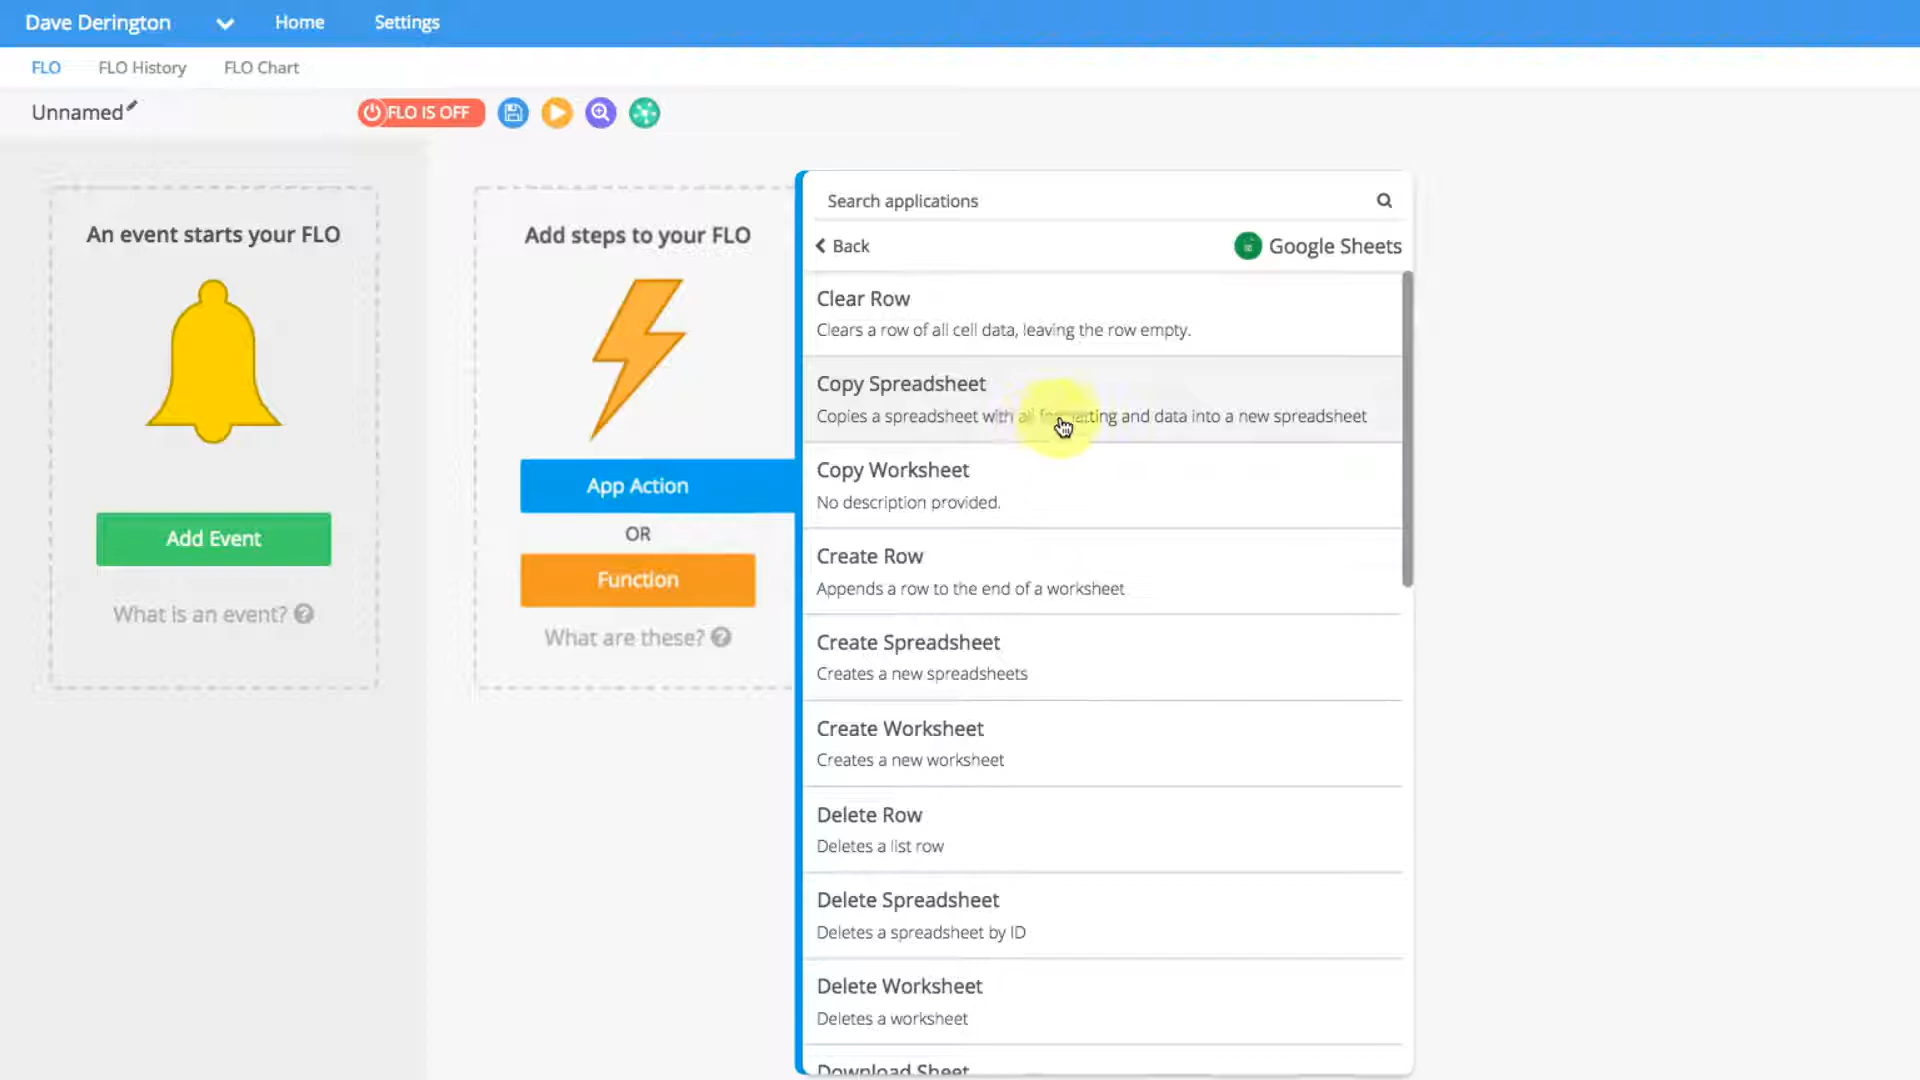 Dave Derington
Home
Settings
FLO
FLO History
FLO Chart
Unnamed
FLO IS OFF
An event starts your FLO
Add Event
What is an event?
Add steps to your FLO
App Action
OR
Function
What are these?
Search applications
Back
Google Sheets
Clear Row
Clears a row of all cell data, leaving the row empty.
Copy Spreadsheet
Copies a spreadsheet with all formatting and data into a new spreadsheet
Copy Worksheet
No description provided.
Create Row
Appends a row to the end of a worksheet
Create Spreadsheet
Creates a new spreadsheets
Create Worksheet
Creates a new worksheet
Delete Row
Deletes a list row
Delete Spreadsheet
Deletes a spreadsheet by ID
Delete Worksheet
Deletes a worksheet
Download Sheet